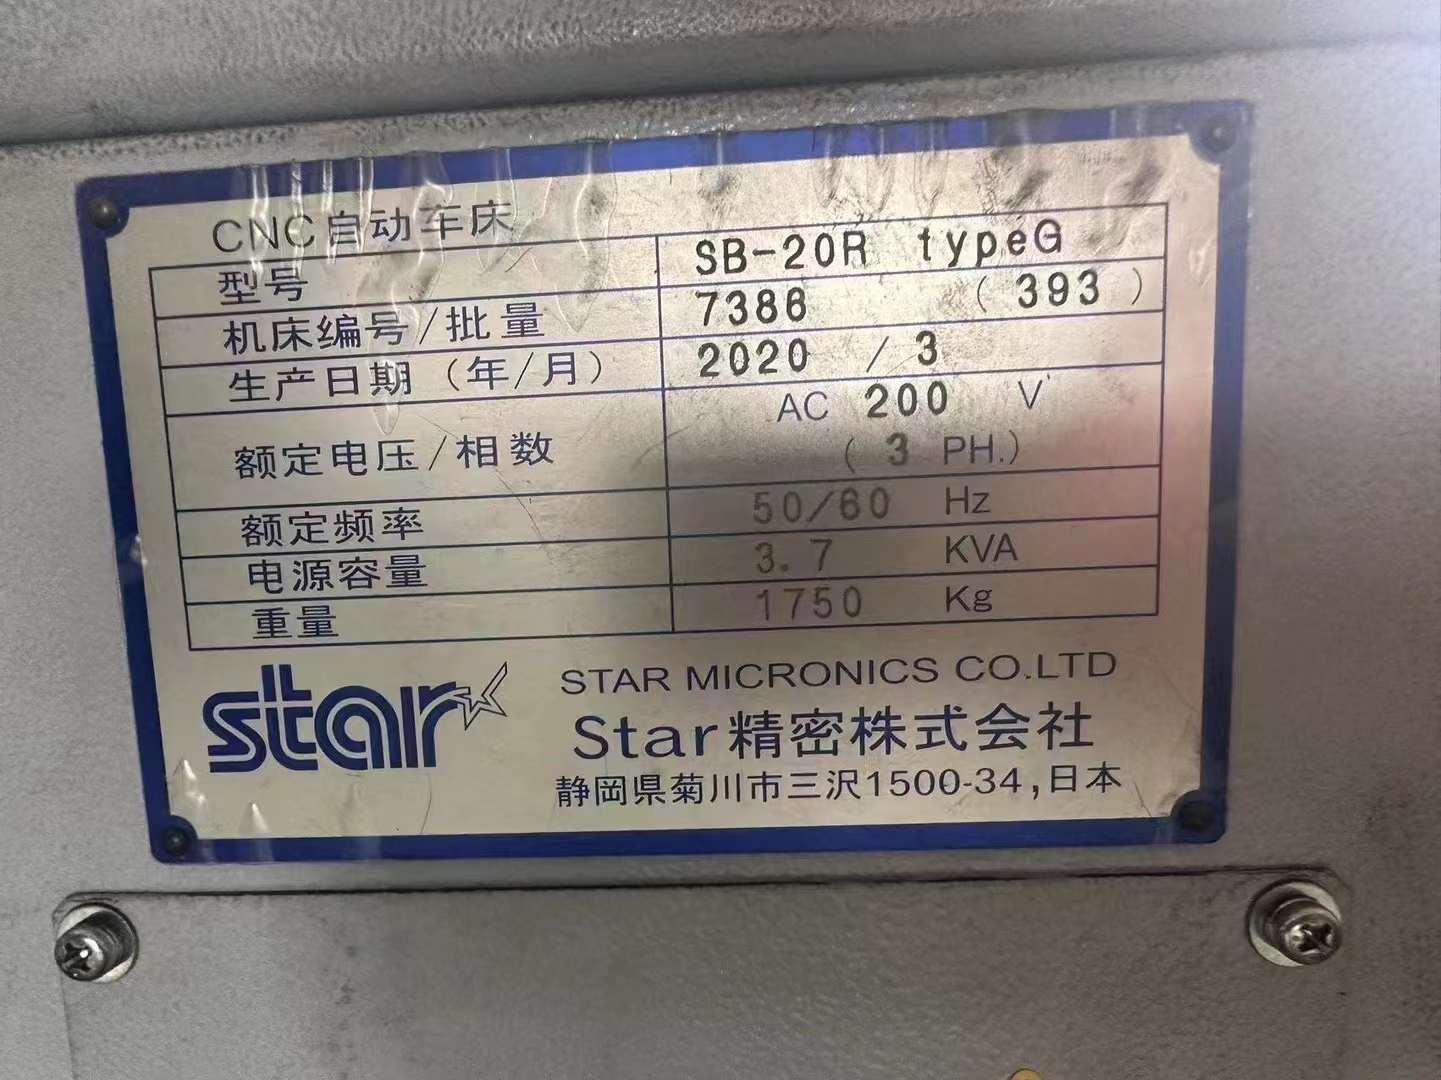 CNC自动车床
型号 SB-20R typeG
机床编号/批量 7386 (393)
生产日期(年/月) 2020 / 3
额定电压/相数 AC 200 V
(3 PH.)
额定频率 50/60 Hz
电源容量 3.7 KVA
重量 1750 Kg
star
STAR MICRONICS CO.LTD
Star精密株式会社
静岡県菊川市三沢1500-34,日本